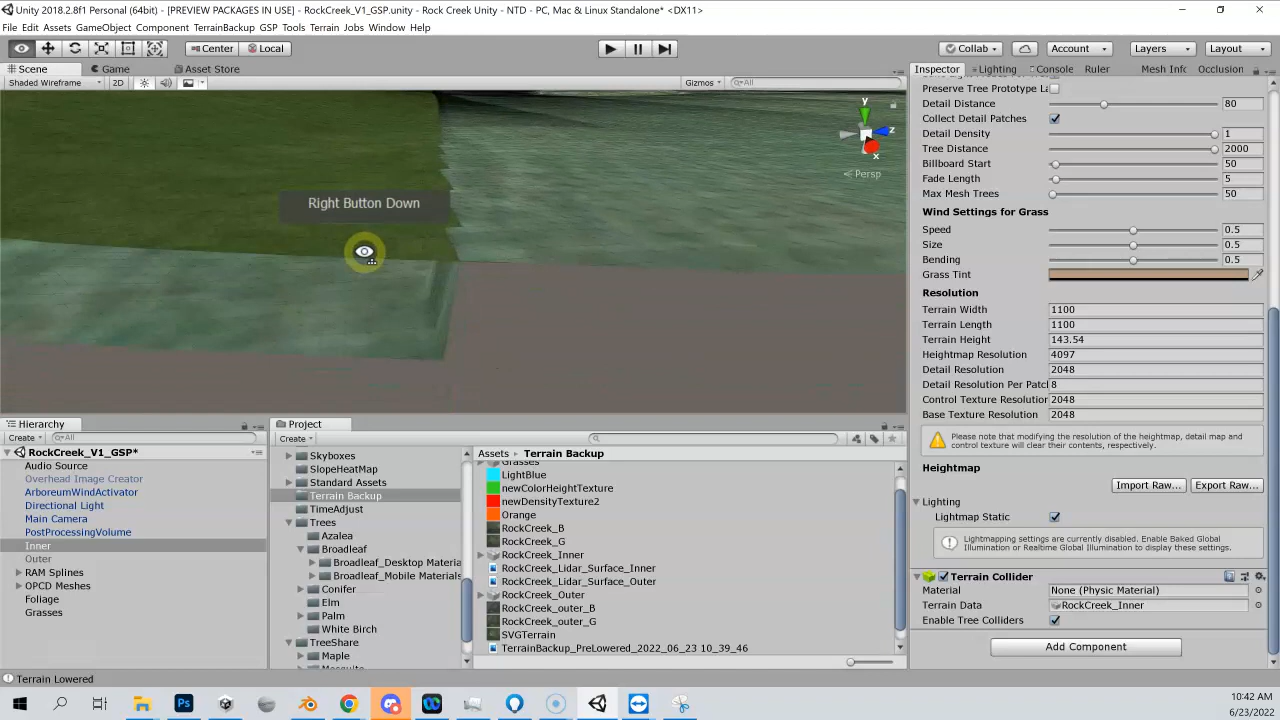 Unity 2018.2.8f1 Personal (64bit) - [PREVIEW PACKAGES IN USE] - RockCreek_V1_GSP.unity - Rock Creek Unity - NTD - PC, Mac & Linux Standalone* <DX11>
File Edit Assets GameObject Component TerrainBackup GSP Tools Terrain Jobs Window Help
Center Local Collab Account Layers Layout
Scene Game Asset Store
Shaded Wireframe 2D Gizmos All
y
z
x
Persp
Right Button Down
Inspector Lighting Console Ruler Mesh Info Occlusion
Preserve Tree Prototype La
Detail Distance 80
Collect Detail Patches
Detail Density 1
Tree Distance 2000
Billboard Start 50
Fade Length 5
Max Mesh Trees 50
Wind Settings for Grass
Speed 0.5
Size 0.5
Bending 0.5
Grass Tint
Resolution
Terrain Width 1100
Terrain Length 1100
Terrain Height 143.54
Heightmap Resolution 4097
Detail Resolution 2048
Detail Resolution Per Patch 8
Control Texture Resolution 2048
Base Texture Resolution 2048
Please note that modifying the resolution of the heightmap, detail map and
control texture will clear their contents, respectively.
Heightmap
Import Raw... Export Raw...
Lighting
Lightmap Static
Lightmapping settings are currently disabled. Enable Baked Global
Illumination or Realtime Global Illumination to display these settings.
Terrain Collider
Material None (Physic Material)
Terrain Data RockCreek_Inner
Enable Tree Colliders
Add Component
Hierarchy
Create All
RockCreek_V1_GSP*
Audio Source
Overhead Image Creator
ArboreumWindActivator
Directional Light
Main Camera
PostProcessingVolume
Inner
Outer
RAM Splines
OPCD Meshes
Foliage
Grasses
Project
Create
Skyboxes
SlopeHeatMap
Standard Assets
Terrain Backup
TimeAdjust
Trees
Azalea
Broadleaf
Broadleaf_Desktop Materia
Broadleaf_Mobile Materials
Conifer
Elm
Palm
White Birch
TreeShare
Maple
Assets Terrain Backup
Grasses
LightBlue
newColorHeightTexture
newDensityTexture2
Orange
RockCreek_B
RockCreek_G
RockCreek_Inner
RockCreek_Lidar_Surface_Inner
RockCreek_Lidar_Surface_Outer
RockCreek_Outer
RockCreek_outer_B
RockCreek_outer_G
SVGTerrain
TerrainBackup_PreLowered_2022_06_23 10_39_46
Terrain Lowered
10:42 AM
6/23/2022